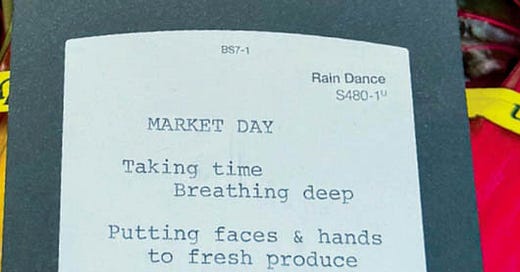 BS7-1
Rain Dance
S480-1ᵁ
MARKET DAY
Taking time
Breathing deep
Putting faces & hands
to fresh produce